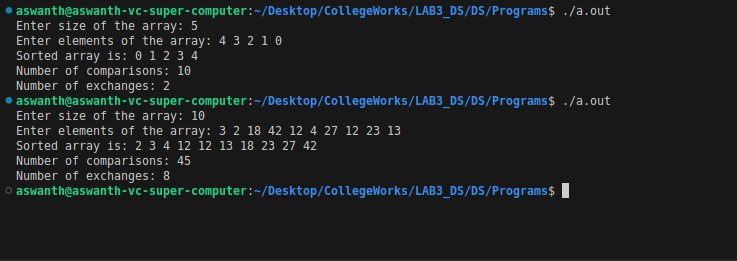 aswanth@aswanth-vc-super-computer:~/Desktop/CollegeWorks/LAB3_DS/DS/Programs$ ./a.out
Enter size of the array: 5
Enter elements of the array: 4 3 2 1 0
Sorted array is: 0 1 2 3 4
Number of comparisons: 10
Number of exchanges: 2
aswanth@aswanth-vc-super-computer:~/Desktop/CollegeWorks/LAB3_DS/DS/Programs$ ./a.out
Enter size of the array: 10
Enter elements of the array: 3 2 18 42 12 4 27 12 23 13
Sorted array is: 2 3 4 12 12 13 18 23 27 42
Number of comparisons: 45
Number of exchanges: 8
aswanth@aswanth-vc-super-computer:~/Desktop/CollegeWorks/LAB3_DS/DS/Programs$